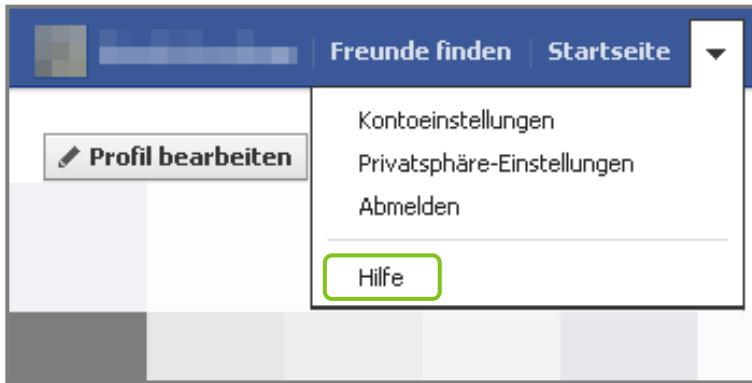 Freunde finden Startseite
Kontoeinstellungen
Profil bearbeiten
Privatsphäre-Einstellungen
Abmelden
Hilfe